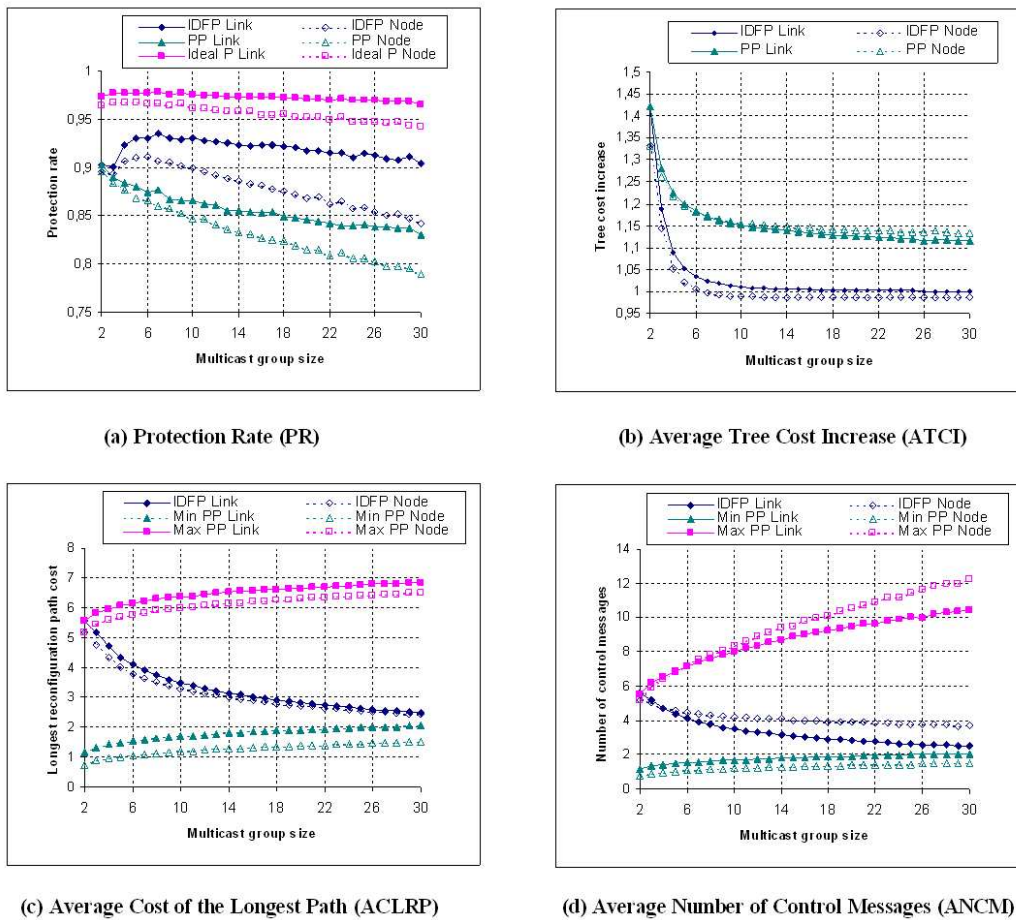 IDFP Link
IDFP Node
PP Link
PP Node
Ideal P Link
Ideal P Node
1
0,95
0,9
0,85
0,8
0,75
Protection rate
2 6 10 14 18 22 26 30
Multicast group size
(a) Protection Rate (PR)
IDFP Link
IDFP Node
PP Link
PP Node
1,5
1,45
1,4
1,35
1,3
1,25
1,2
1,15
1,1
1,05
1
0,95
Tree cost increase
2 6 10 14 18 22 26 30
Multicast group size
(b) Average Tree Cost Increase (ATCI)
IDFP Link
IDFP Node
Min PP Link
Min PP Node
Max PP Link
Max PP Node
8
7
6
5
4
3
2
1
0
Longest reconfiguration path cost
2 6 10 14 18 22 26 30
Multicast group size
(c) Average Cost of the Longest Path (ACLRP)
IDFP Link
IDFP Node
Min PP Link
Min PP Node
Max PP Link
Max PP Node
14
12
10
8
6
4
2
0
Number of control messages
2 6 10 14 18 22 26 30
Multicast group size
(d) Average Number of Control Messages (ANCM)